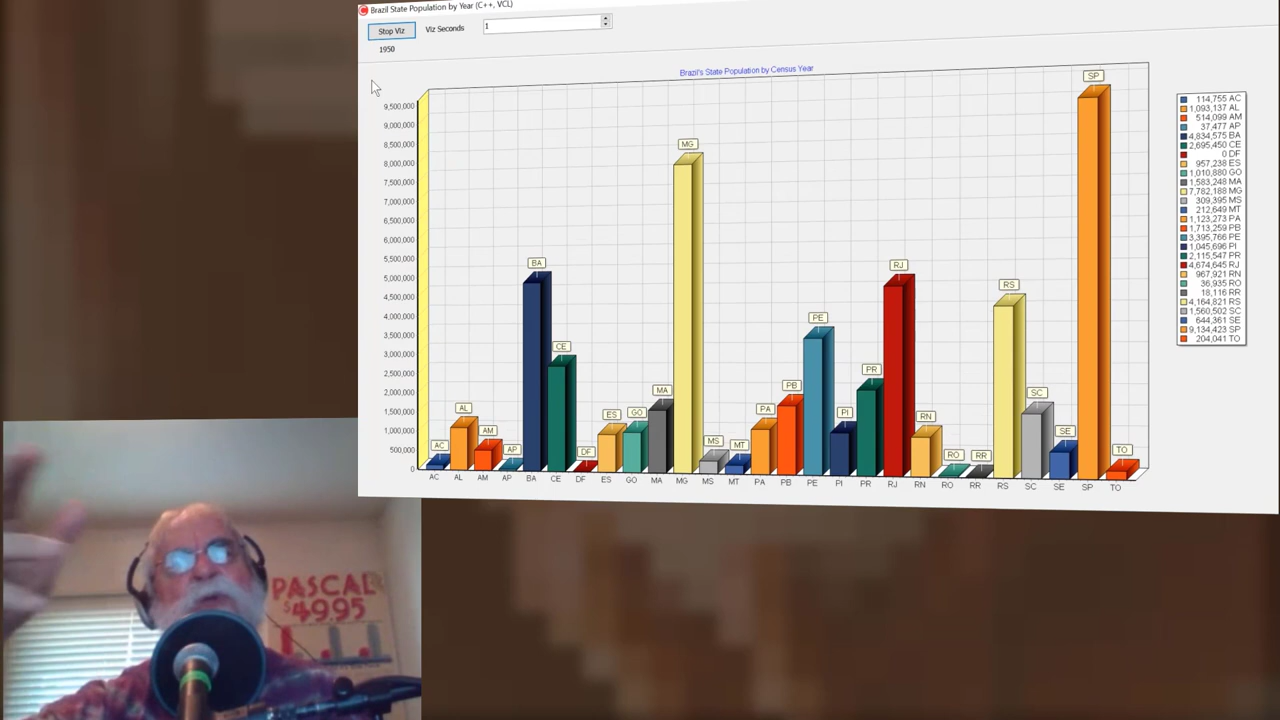 Brazil State Population by Year (C++, VCL)
Stop Viz
Viz Seconds
1
1950
Brazil's State Population by Census Year
9,500,000
9,000,000
8,500,000
8,000,000
7,500,000
7,000,000
6,500,000
6,000,000
5,500,000
5,000,000
4,500,000
4,000,000
3,500,000
3,000,000
2,500,000
2,000,000
1,500,000
1,000,000
500,000
0
AC AL AM AP BA CE DF ES GO MA MG MS MT PA PB PE PI PR RJ RN RO RR RS SC SE SP TO
AC AL AM AP BA CE DF ES GO MA MG MS MT PA PB PE PI PR RJ RN RO RR RS SC SE SP TO
114,755 AC
1,093,137 AL
514,099 AM
37,477 AP
4,834,575 BA
2,695,450 CE
0 DF
957,238 ES
1,010,880 GO
1,583,248 MA
7,782,188 MG
309,395 MS
212,649 MT
1,123,273 PA
1,713,259 PB
3,395,766 PE
1,045,696 PI
2,115,547 PR
4,674,645 RJ
967,921 RN
36,935 RO
18,116 RR
4,164,821 RS
1,560,502 SC
644,361 SE
9,134,423 SP
204,041 TO
PASCAL
$49.95